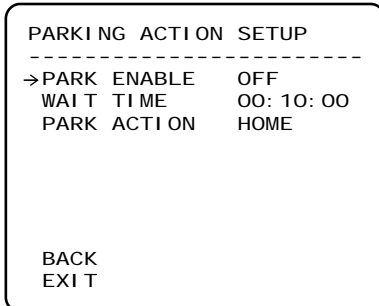 PARKING ACTION SETUP
------------------------
→PARK ENABLE OFF
WAIT TIME 00:10:00
PARK ACTION HOME
BACK
EXIT